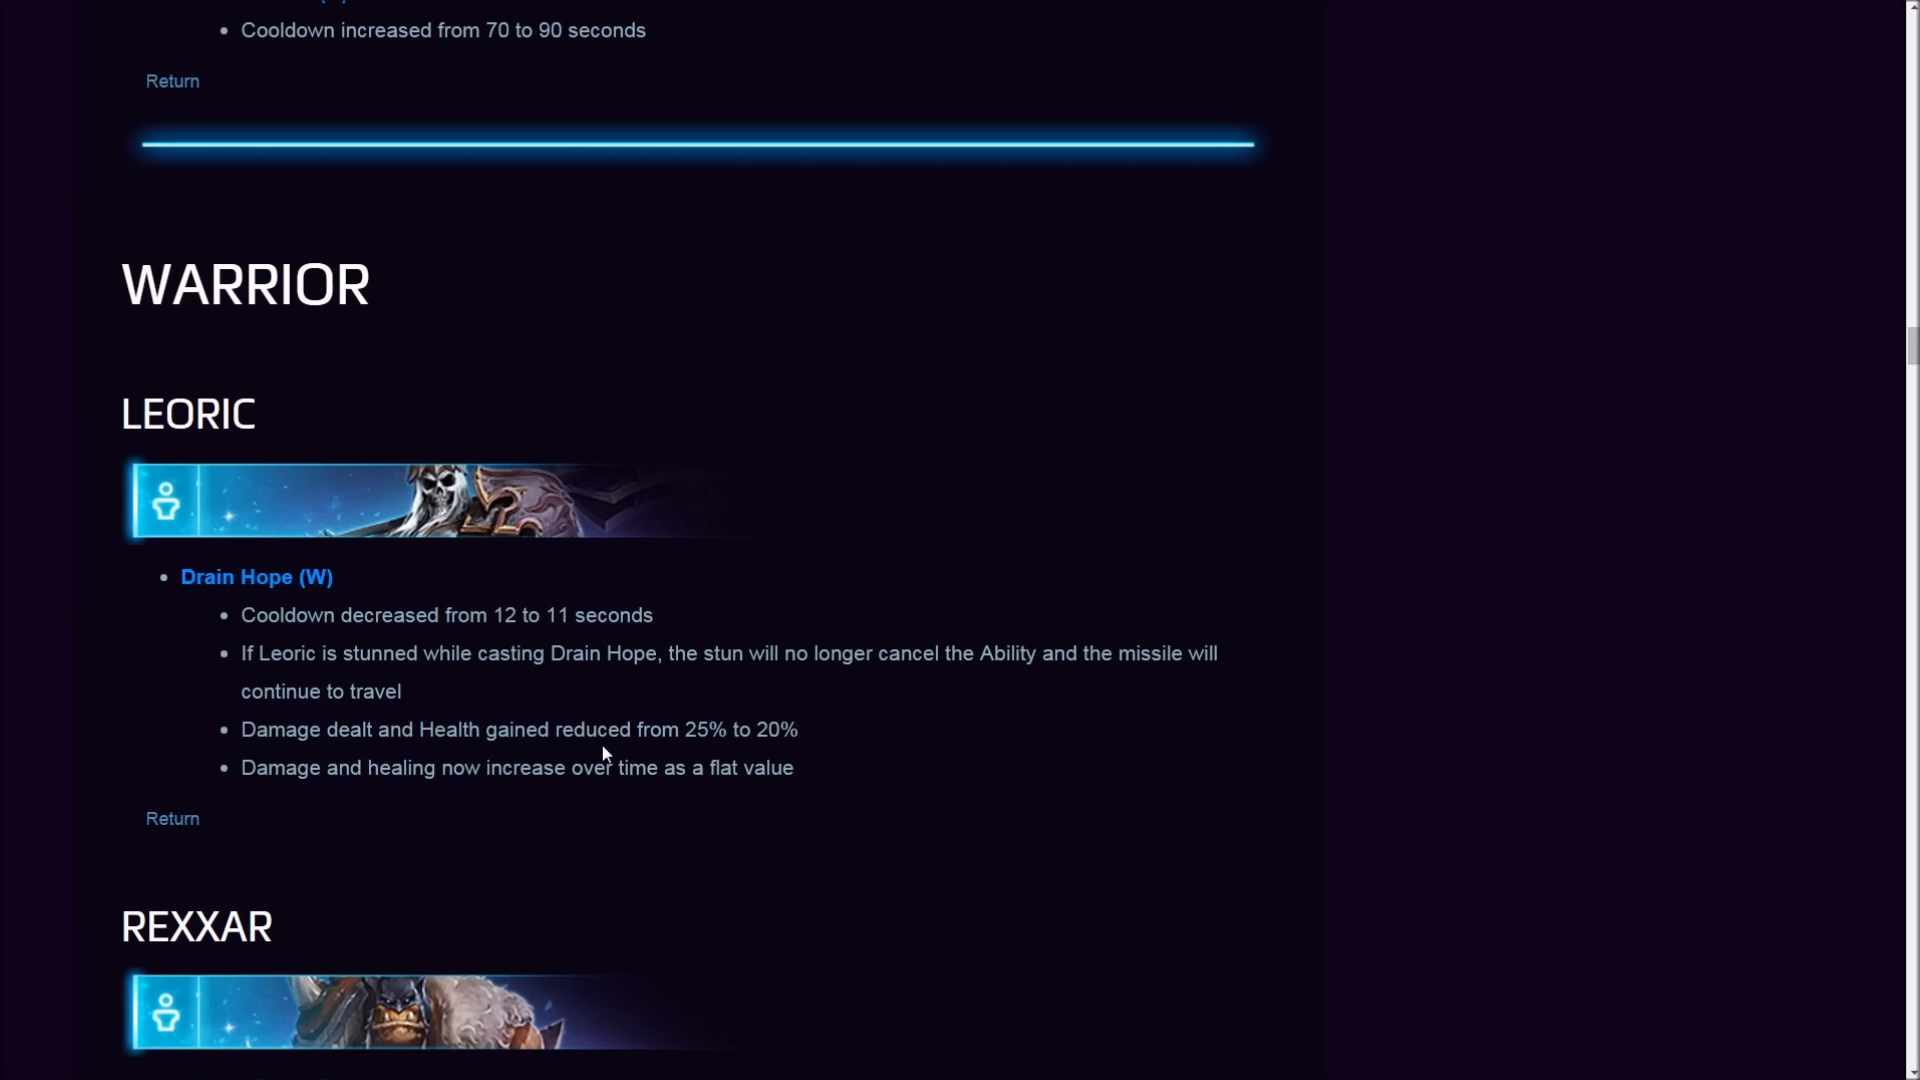 Cooldown increased from 70 to 90 seconds
Return
WARRIOR
LEORIC
Drain Hope (W)
Cooldown decreased from 12 to 11 seconds
If Leoric is stunned while casting Drain Hope, the stun will no longer cancel the Ability and the missile will
continue to travel
Damage dealt and Health gained reduced from 25% to 20%
Damage and healing now increase over time as a flat value
Return
REXXAR